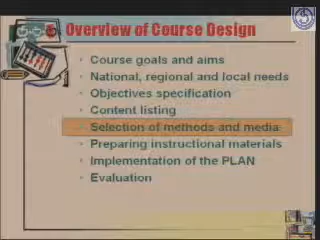 Overview of Course Design
Course goals and aims
National, regional and local needs
Objectives specification
Content listing
Selection of methods and media
Preparing instructional materials
Implementation of the PLAN
Evaluation